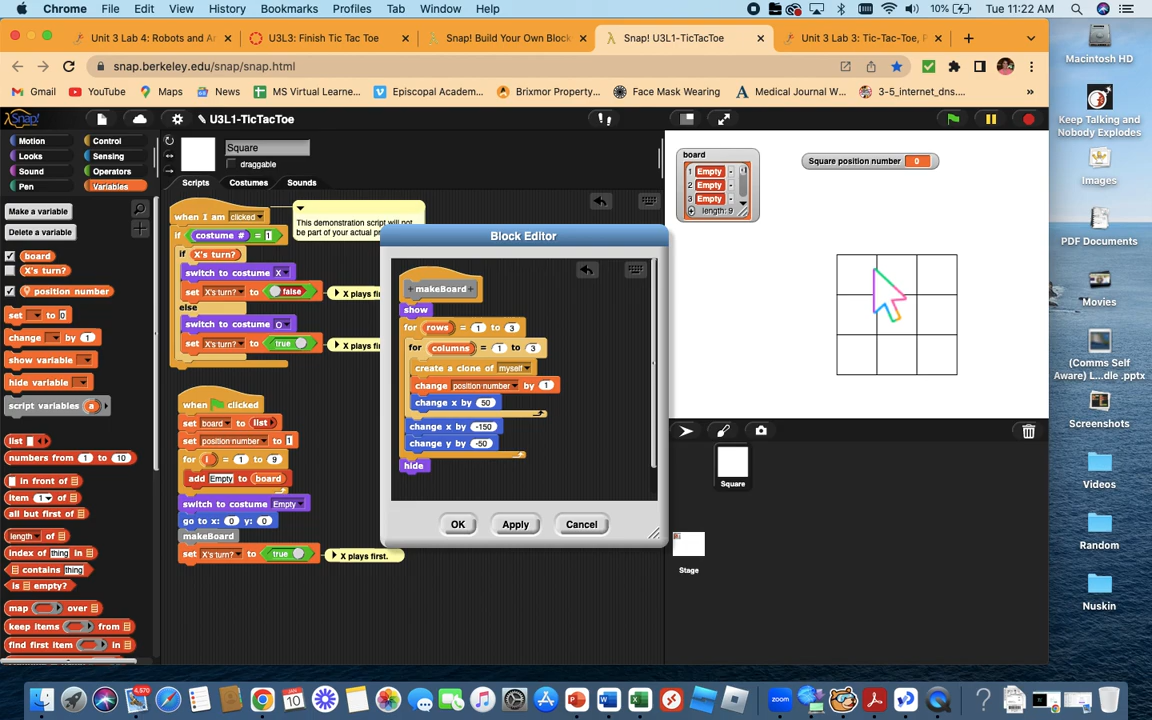 Chrome File Edit View History Bookmarks Profiles Tab Window Help 10% Tue 11:22 AM
Unit 3 Lab 4: Robots and Ar
U3L3: Finish Tic Tac Toe
Snap! Build Your Own Block
Snap! U3L1-TicTacToe
Unit 3 Lab 3: Tic-Tac-Toe, P
snap.berkeley.edu/snap/snap.html
Gmail YouTube Maps News MS Virtual Learne... Episcopal Academ... Brixmor Property... Face Mask Wearing Medical Journal W... 3-5_internet_dns.... »
Snap! U3L1-TicTacToe
Motion Control
Looks Sensing
Sound Operators
Pen Variables
Make a variable
Delete a variable
board
X's turn?
position number
set to 0
change by 1
show variable
hide variable
script variables a
list
numbers from 1 to 10
in front of
item 1 of
all but first of
length of
index of thing in
contains thing
is empty?
map over
keep items from
find first item in
Square
draggable
Scripts Costumes Sounds
when I am clicked
if costume # = 1
if X's turn?
switch to costume X
set X's turn? to false
X plays fi
else
switch to costume O
set X's turn? to true
X plays fi
This demonstration script will not
be part of your actual pr
when clicked
set board to list
set position number to 1
for i = 1 to 9
add Empty to board
switch to costume Empty
go to x: 0 y: 0
makeBoard
set X's turn? to true
X plays first.
Block Editor
+ makeBoard +
show
for rows = 1 to 3
for columns = 1 to 3
create a clone of myself
change position number by 1
change x by 50
change x by -150
change y by -50
hide
OK Apply Cancel
board
1 Empty
2 Empty
3 Empty
+ length: 9
Square position number 0
Square
Stage
Macintosh HD
Keep Talking and
Nobody Explodes
Images
PDF Documents
Movies
(Comms Self
Aware) L...dle .pptx
Screenshots
Videos
Random
Nuskin
4,670
JAN
10
zoom